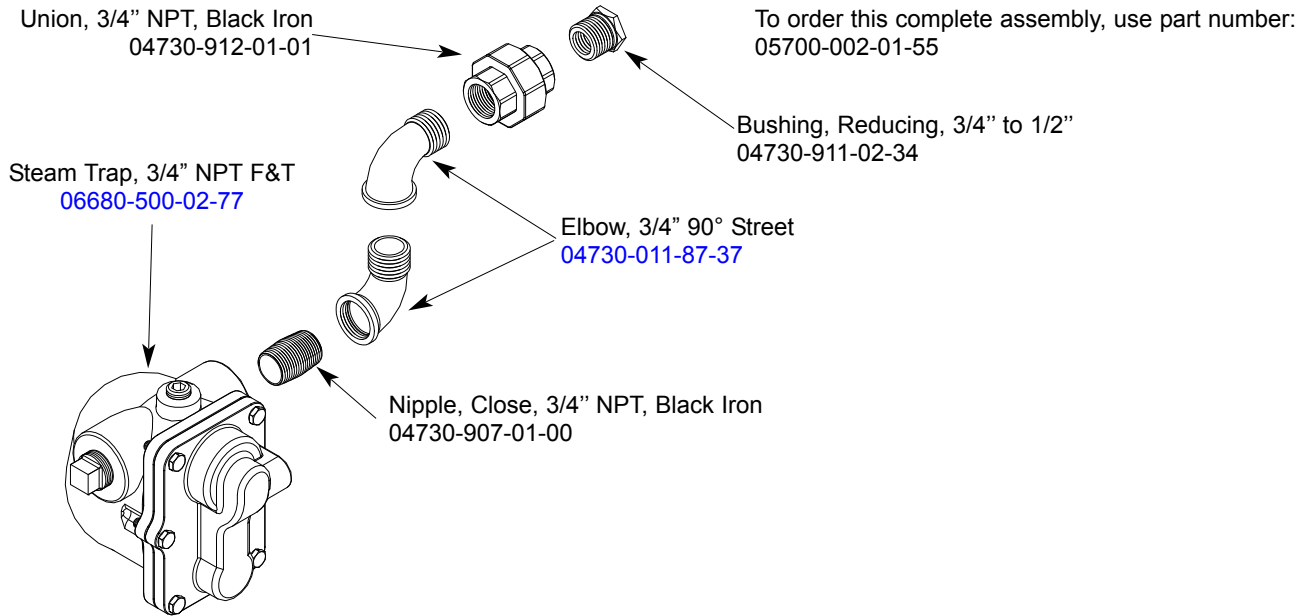 Union, 3/4’’ NPT, Black Iron
04730-912-01-01
To order this complete assembly, use part number:
05700-002-01-55
Bushing, Reducing, 3/4’’ to 1/2’’
04730-911-02-34
Steam Trap, 3/4” NPT F&T
06680-500-02-77
Elbow, 3/4” 90° Street
04730-011-87-37
Nipple, Close, 3/4’’ NPT, Black Iron
04730-907-01-00